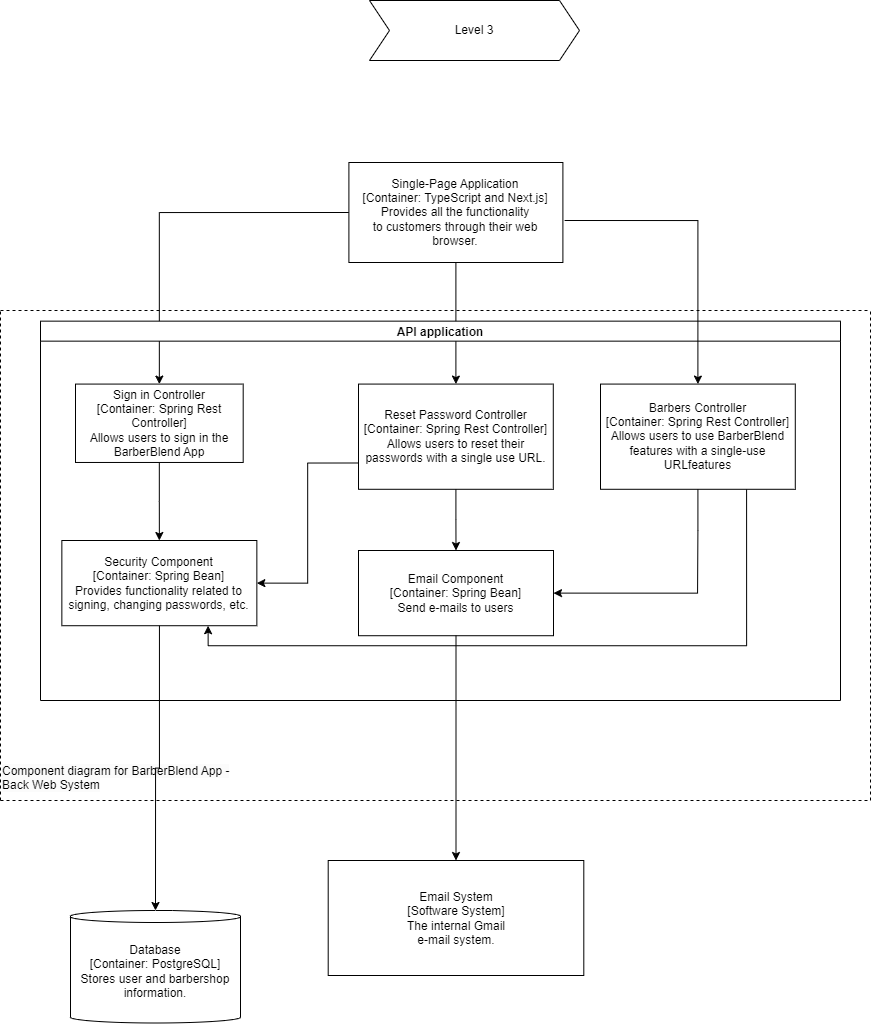 Level 3
Single-Page Application
[Container: TypeScript and Next.js]
Provides all the functionality
to customers through their web
browser.
API application
Sign in Controller
[Container: Spring Rest
Controller]
Allows users to sign in the
BarberBlend App
Reset Password Controller
[Container: Spring Rest Controller]
Allows users to reset their
passwords with a single use URL.
Barbers Controller
[Container: Spring Rest Controller]
Allows users to use BarberBlend
features with a single-use
URLfeatures
Security Component
[Container: Spring Bean]
Provides functionality related to
signing, changing passwords, etc.
Email Component
[Container: Spring Bean]
Send e-mails to users
Component diagram for BarberBlend App -
Back Web System
Email System
[Software System]
The internal Gmail
e-mail system.
Database
[Container: PostgreSQL]
Stores user and barbershop
information.